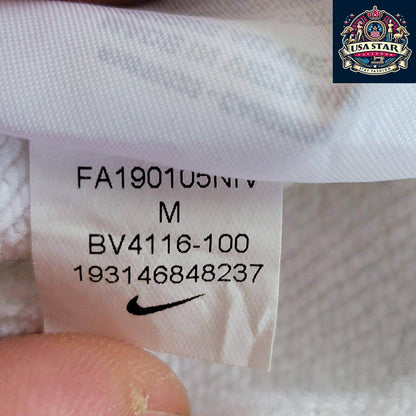 USA STAR
FA190105NIV
M
BV4116-100
193146848237